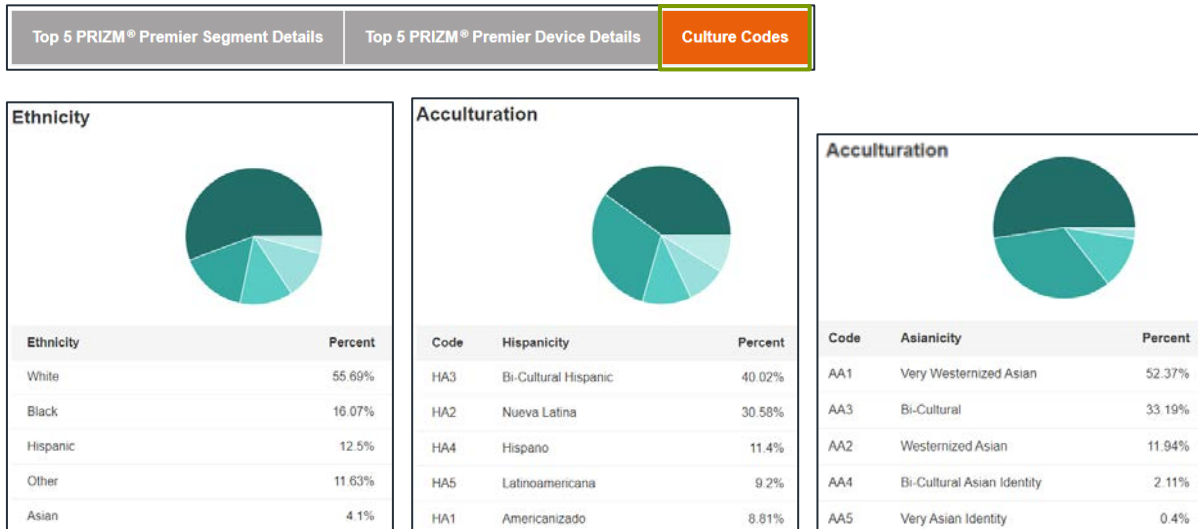 Top 5 PRIZM® Premier Segment Details Top 5 PRIZM® Premier Device Details Culture Codes
Ethnicity
Ethnicity Percent
White 55.69%
Black 16.07%
Hispanic 12.5%
Other 11.63%
Asian 4.1%
Acculturation
Code Hispanicity Percent
HA3 Bi-Cultural Hispanic 40.02%
HA2 Nueva Latina 30.58%
HA4 Hispano 11.4%
HA5 Latinoamericana 9.2%
HA1 Americanizado 8.81%
Acculturation
Code Asianicity Percent
AA1 Very Westernized Asian 52.37%
AA3 Bi-Cultural 33.19%
AA2 Westernized Asian 11.94%
AA4 Bi-Cultural Asian Identity 2.11%
AA5 Very Asian Identity 0.4%